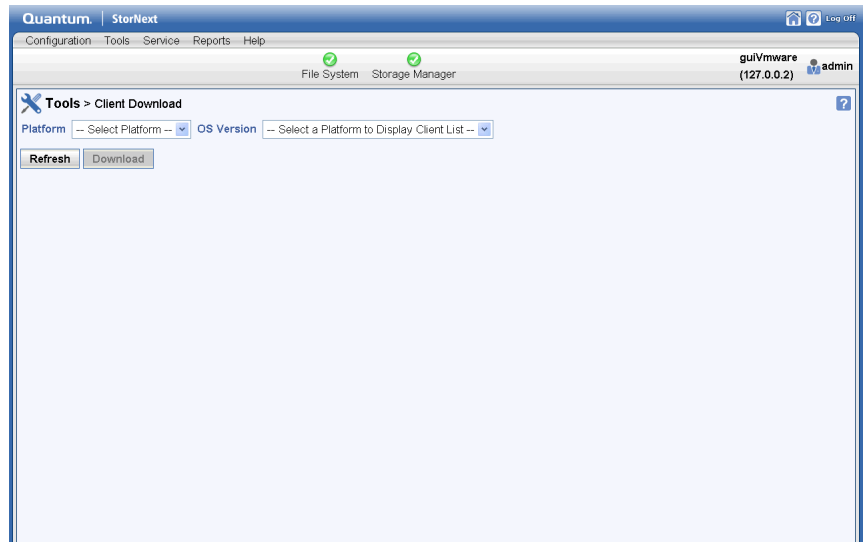 Quantum. StorNext Log Off
Configuration Tools Service Reports Help
File System Storage Manager
guiVmware
(127.0.0.2)
admin
Tools > Client Download
Platform -- Select Platform -- OS Version -- Select a Platform to Display Client List --
Refresh Download